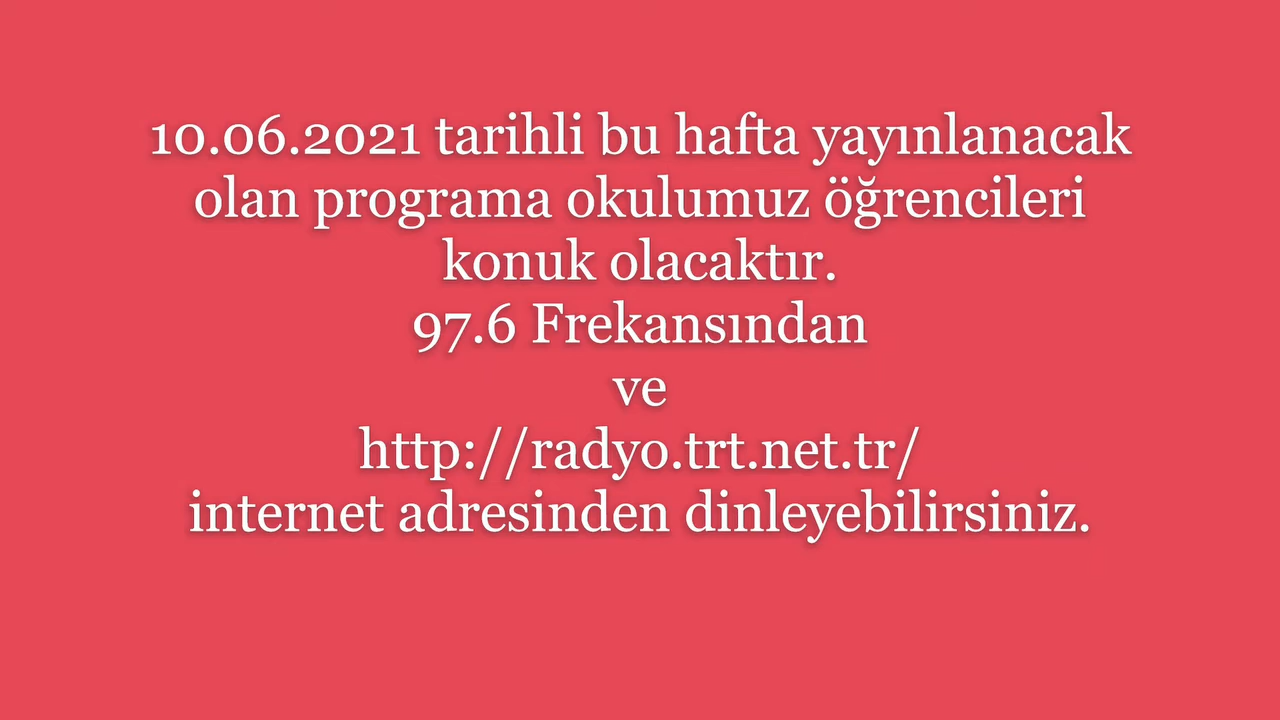 10.06.2021 tarihli bu hafta yayınlanacak
olan programa okulumuz öğrencileri
konuk olacaktır.
97.6 Frekansından
ve
http://radyo.trt.net.tr/
internet adresinden dinleyebilirsiniz.